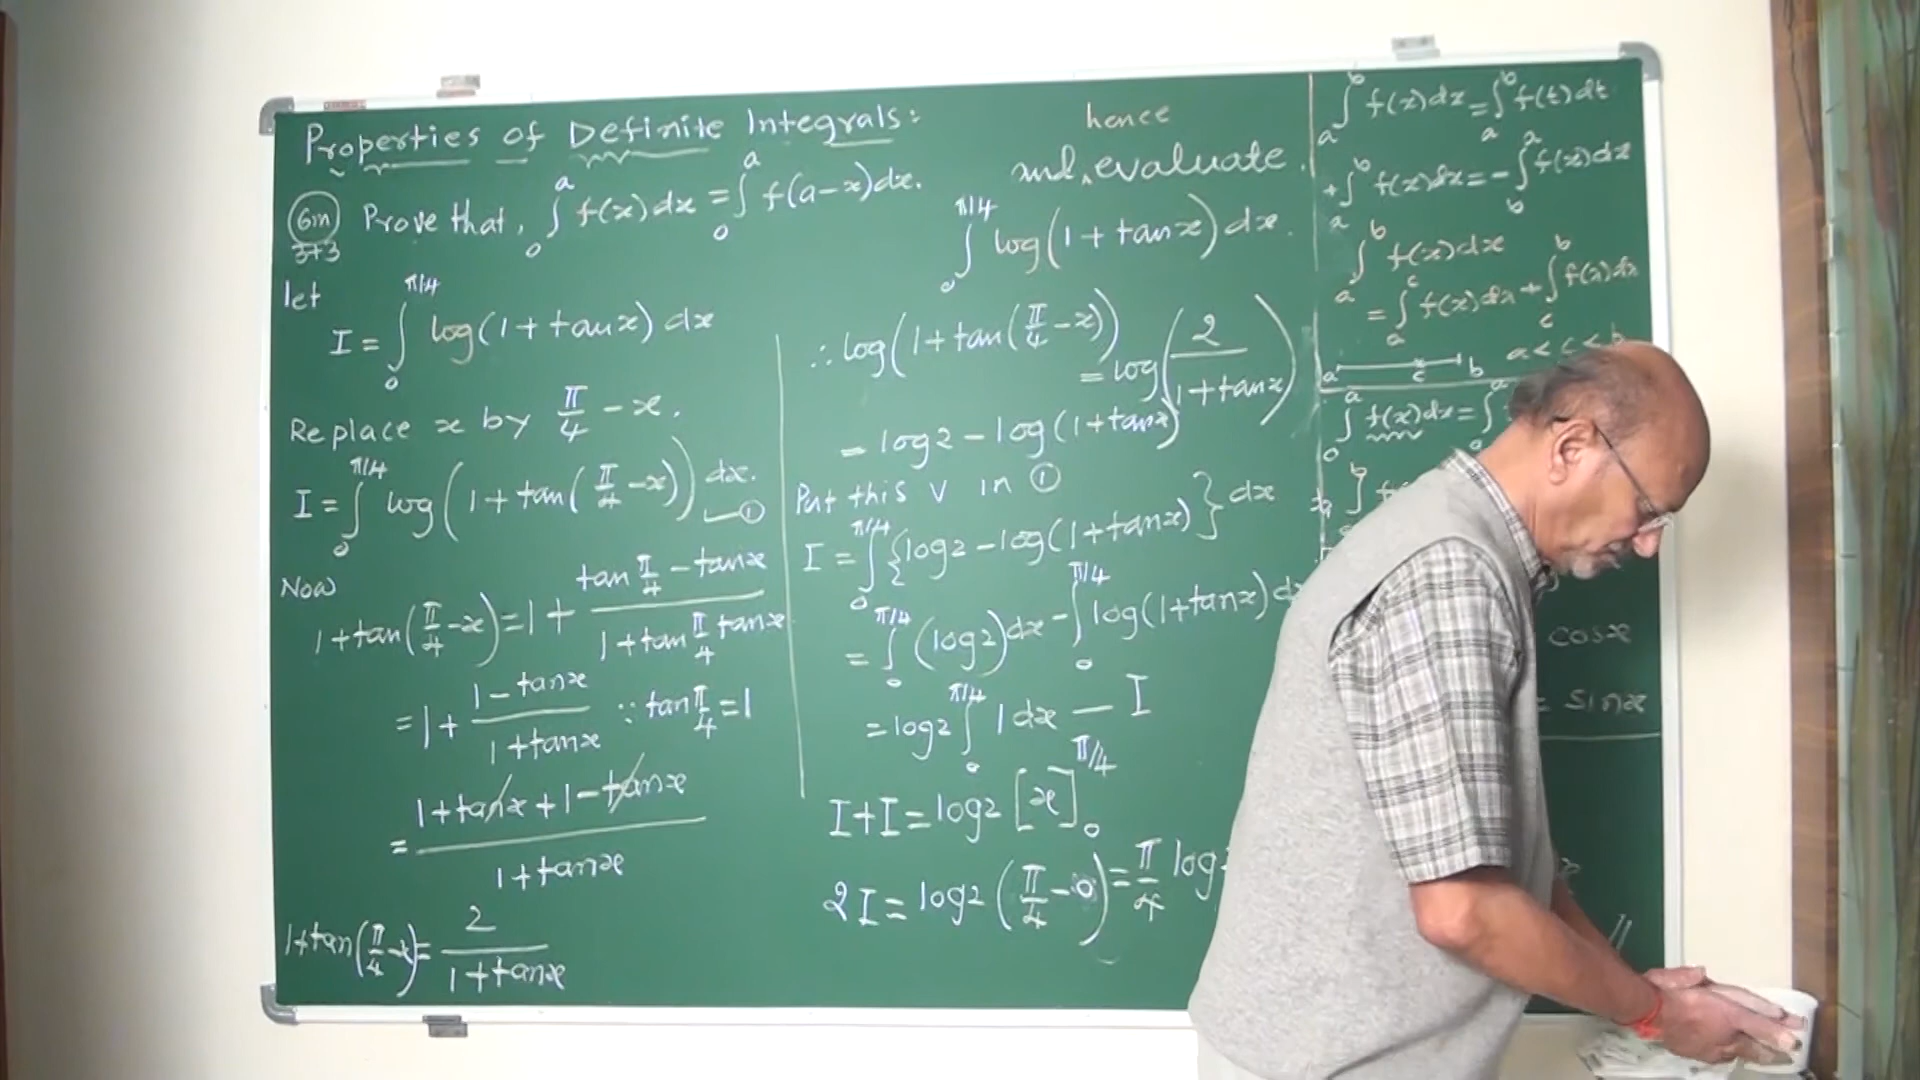 Properties of Definite Integrals:
6m
3+3
Prove that, ∫₀ᵃ f(x)dx = ∫₀ᵃ f(a-x)dx.
hence
and ^ evaluate.
∫₀^(π/4) log(1+tanx)dx.
let
I = ∫₀^(π/4) log(1+tanx) dx
Replace x by π/4 - x.
I = ∫₀^(π/4) log(1+tan(π/4-x)) dx. ①
Now
1+tan(π/4-x) = 1 + (tan π/4 - tanx)/(1+tan π/4 tanx)
= 1 + (1-tanx)/(1+tanx) ∵ tan π/4 = 1
= (1+tanx+1-tanx)/(1+tanx)
1+tan(π/4-x) = 2/(1+tanx)
∴ log(1+tan(π/4-x))
= log(2/(1+tanx))
= log2 - log(1+tanx)
Put this V in ①
I = ∫₀^(π/4) {log2 - log(1+tanx)} dx
= ∫₀^(π/4) (log2)dx - ∫₀^(π/4) log(1+tanx)dx
= log2 ∫₀^(π/4) 1 dx - I
I+I = log2 [x]₀^(π/4)
2I = log2 (π/4 - 0) = π/4 log
∫ₐᵇ f(x)dx = ∫ₐᵇ f(t)dt
+∫ₐᵇ f(x)dx = -∫_b^a f(x)dx
∫ₐᵇ f(x)dx
= ∫ₐᶜ f(x)dx + ∫_c^b f(x)dx
a < c < b
a c b
∫₀ᵃ f(x)dx = ∫
cosx
= sinx